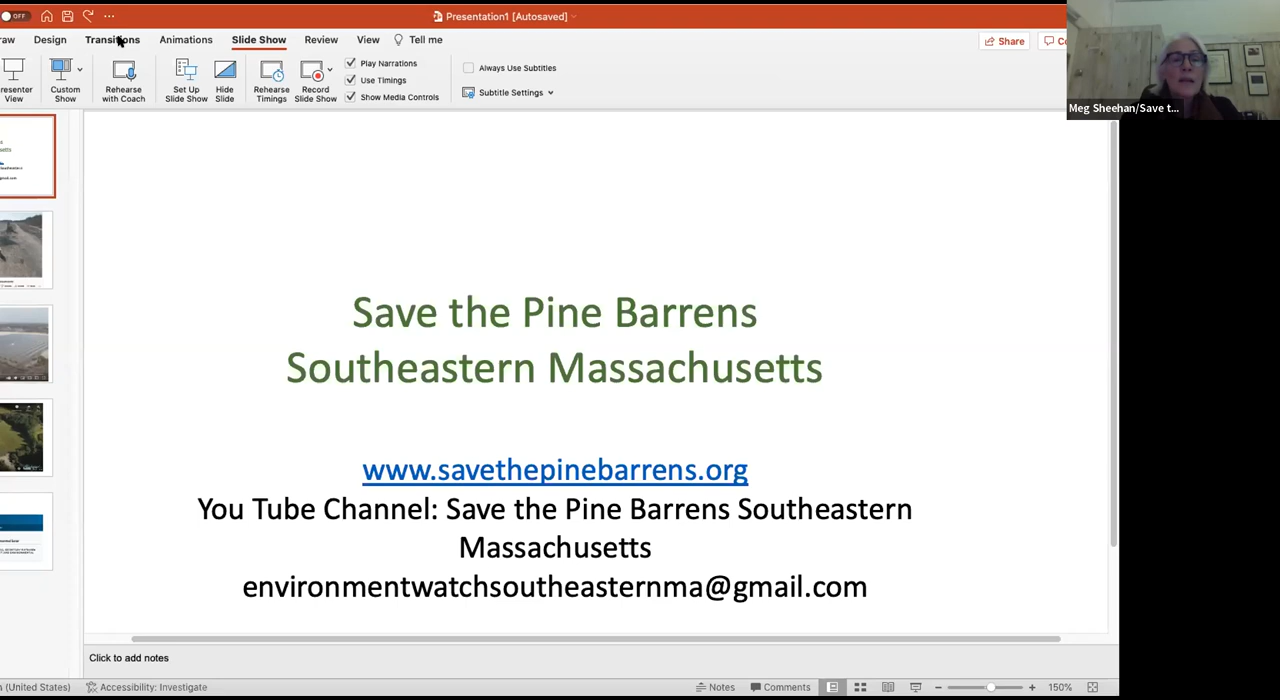 OFF
Presentation1 [Autosaved]
Design
Transitions
Animations
Slide Show
Review
View
Tell me
Share
View
Custom
Show
Rehearse
with Coach
Set Up
Slide Show
Hide
Slide
Rehearse
Timings
Record
Slide Show
Play Narrations
Use Timings
Show Media Controls
Always Use Subtitles
Subtitle Settings
Meg Sheehan/Save t...
Save the Pine Barrens
Southeastern Massachusetts
www.savethepinebarrens.org
You Tube Channel: Save the Pine Barrens Southeastern
Massachusetts
environmentwatchsoutheasternma@gmail.com
Click to add notes
(United States)
Accessibility: Investigate
Notes
Comments
150%